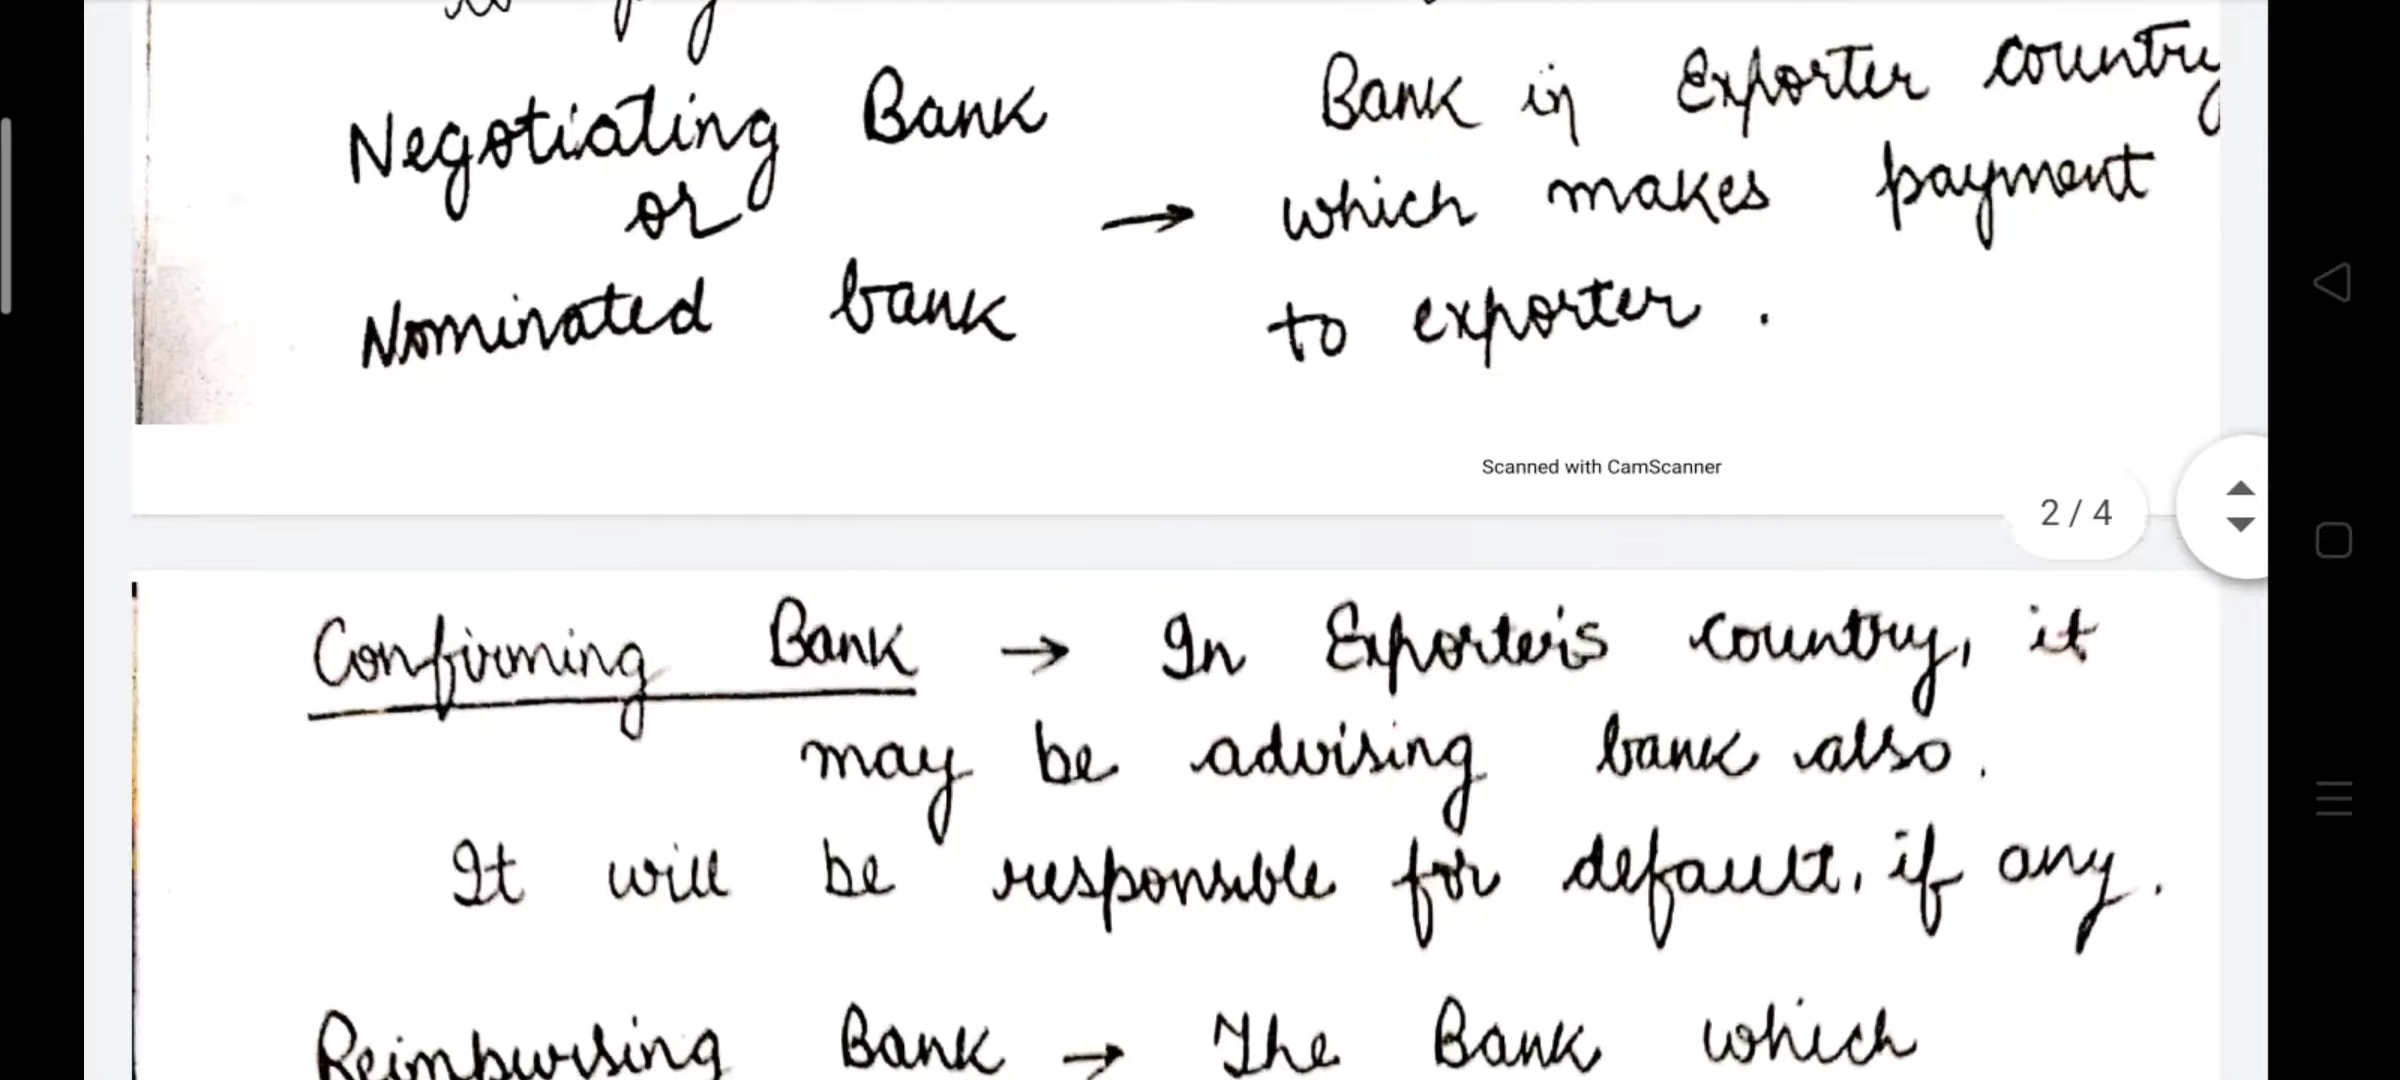 Negotiating Bank
or
Nominated bank
→ Bank in Exporter country
which makes payment
to exporter.
Scanned with CamScanner
2 / 4
Confirming Bank → In Exporter's country, it
may be advising bank also.
It will be responsible for default, if any.
Reimbursing Bank → The Bank which